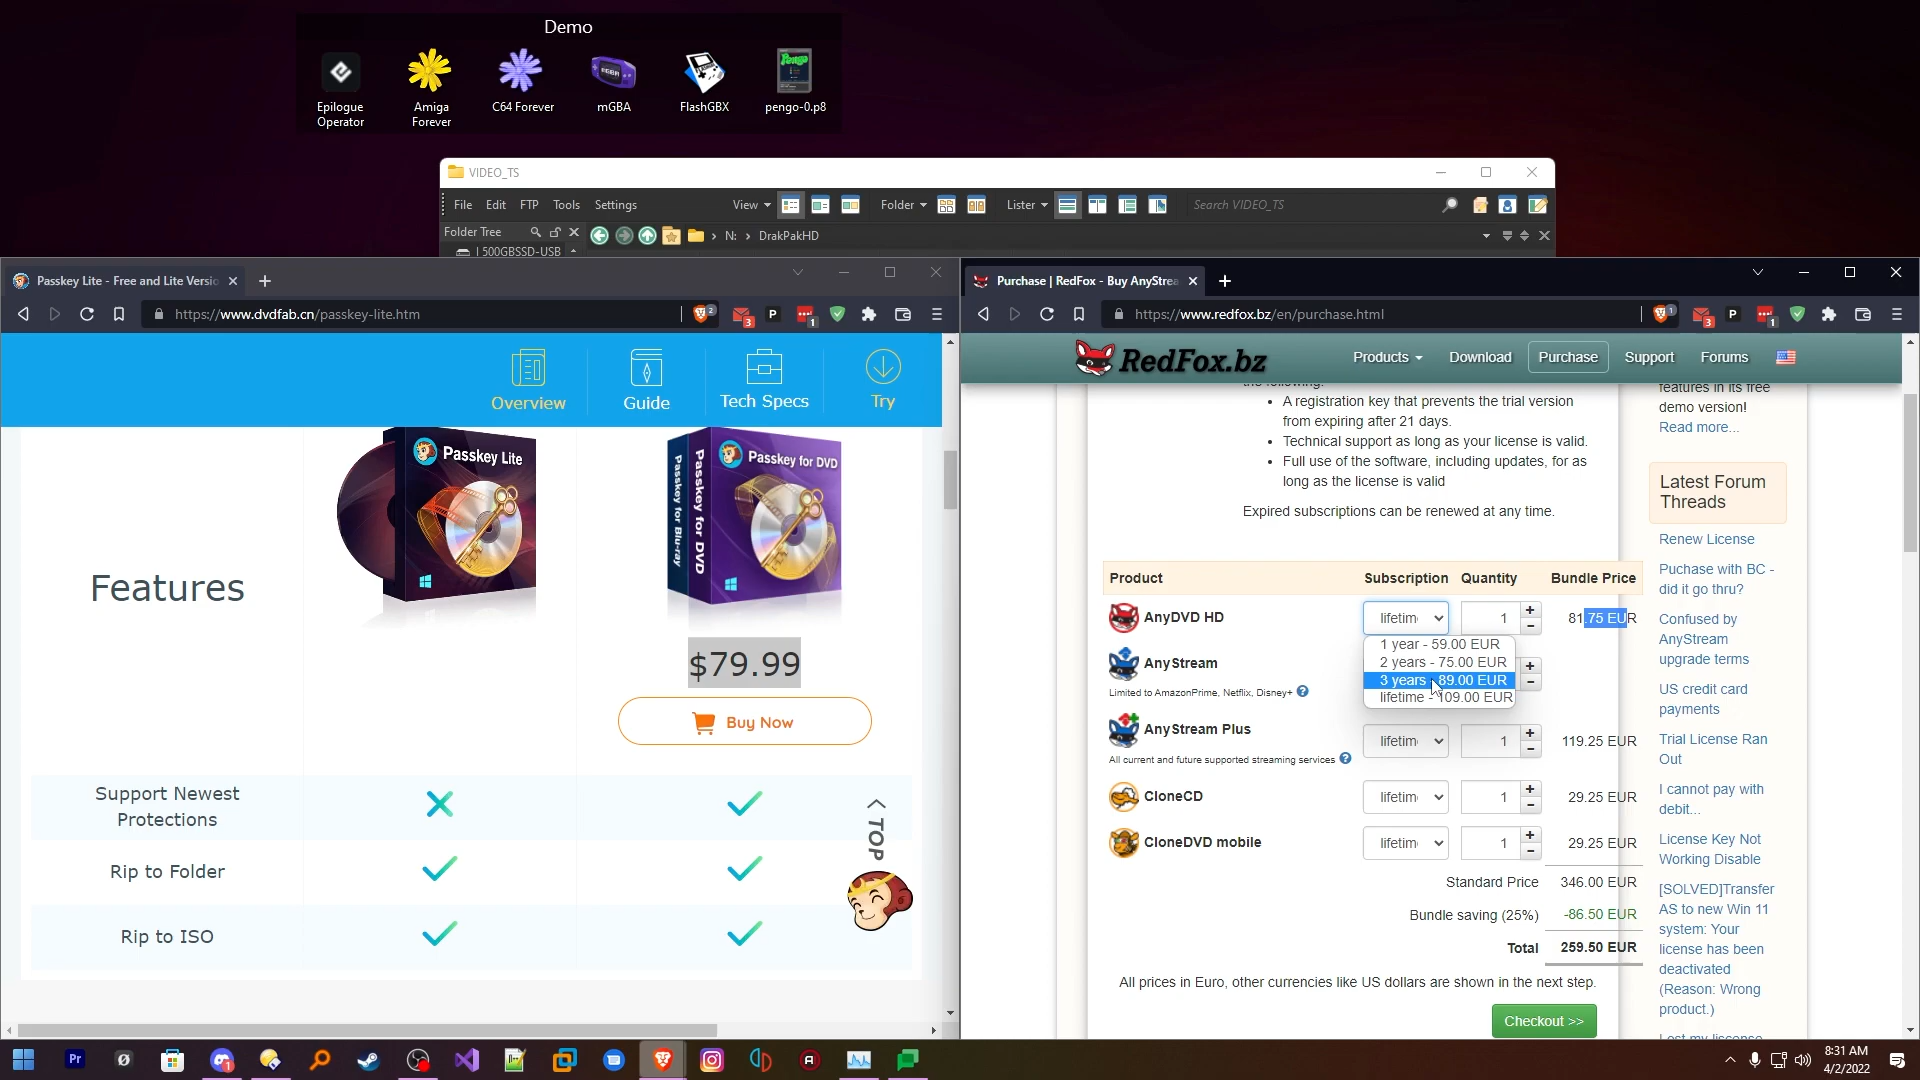 Demo
Epilogue
Operator
Amiga
Forever
C64 Forever
mGBA
FlashGBX
pengo-0.p8
VIDEO_TS
File Edit FTP Tools Settings View Folder Lister Search VIDEO_TS
Folder Tree N: DrakPakHD
500GBSSD-USB
Passkey Lite - Free and Lite Versio
https://www.dvdfab.cn/passkey-lite.htm
Overview
Guide
Tech Specs
Try
Passkey Lite
Passkey for DVD
Passkey for DVD
Passkey for Blu-ray
Features
$79.99
Buy Now
Support Newest
Protections
Rip to Folder
Rip to ISO
TOP
Purchase | RedFox - Buy AnyStrea
https://www.redfox.bz/en/purchase.html
RedFox.bz
Products Download Purchase Support Forums
the following:
• A registration key that prevents the trial version
from expiring after 21 days.
• Technical support as long as your license is valid.
• Full use of the software, including updates, for as
long as the license is valid
Expired subscriptions can be renewed at any time.
Product Subscription Quantity Bundle Price
AnyDVD HD lifetim 1 81.75 EUR
1 year - 59.00 EUR
2 years - 75.00 EUR
3 years - 89.00 EUR
lifetime - 109.00 EUR
AnyStream
Limited to AmazonPrime, Netflix, Disney+ ?
AnyStream Plus lifetim 1 119.25 EUR
All current and future supported streaming services ?
CloneCD lifetim 1 29.25 EUR
CloneDVD mobile lifetim 1 29.25 EUR
Standard Price 346.00 EUR
Bundle saving (25%) -86.50 EUR
Total 259.50 EUR
All prices in Euro, other currencies like US dollars are shown in the next step.
Checkout >>
features in its free
demo version!
Read more...
Latest Forum
Threads
Renew License
Puchase with BC -
did it go thru?
Confused by
AnyStream
upgrade terms
US credit card
payments
Trial License Ran
Out
I cannot pay with
debit...
License Key Not
Working Disable
[SOLVED]Transfer
AS to new Win 11
system: Your
license has been
deactivated
(Reason: Wrong
product.)
Lost my liscense
8:31 AM
4/2/2022